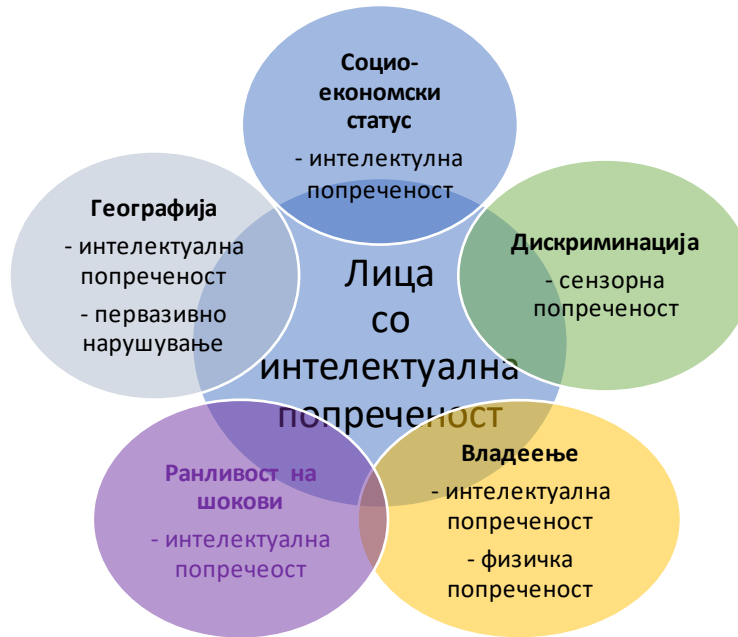 Социо-
економски
статус
- интелектулна
попреченост
Географија
- интелектуална
попреченост
- первазивно
нарушување
Дискриминација
- сензорна
попреченост
Лица
со
интелектуална
попреченост
Ранливост на
шокови
- интелектуална
попречеост
Владеење
- интелектуална
попреченост
- физичка
попреченост